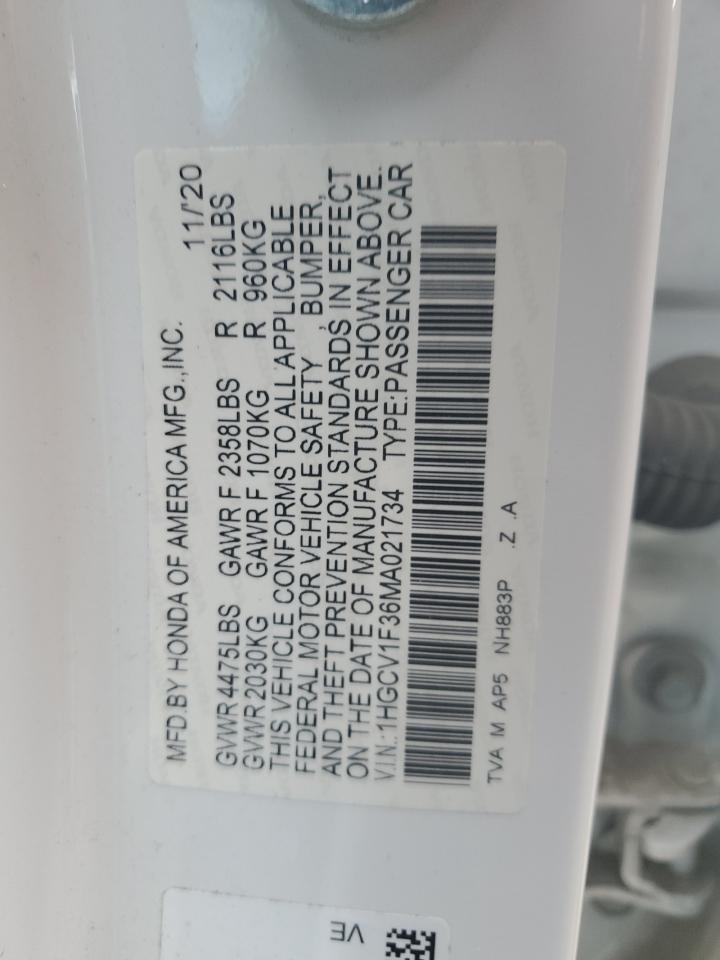 MFD.BY HONDA OF AMERICA MFG.,INC. 11/'20
GVWR 4475LBS GAWR F 2358LBS R 2116LBS
GVWR 2030KG GAWR F 1070KG R 960KG
THIS VEHICLE CONFORMS TO ALL APPLICABLE
FEDERAL MOTOR VEHICLE SAFETY , BUMPER,
AND THEFT PREVENTION STANDARDS IN EFFECT
ON THE DATE OF MANUFACTURE SHOWN ABOVE.
V.I.N.:1HGCV1F36MA021734 TYPE:PASSENGER CAR
TVA M AP5 NH883P .Z .A
VE